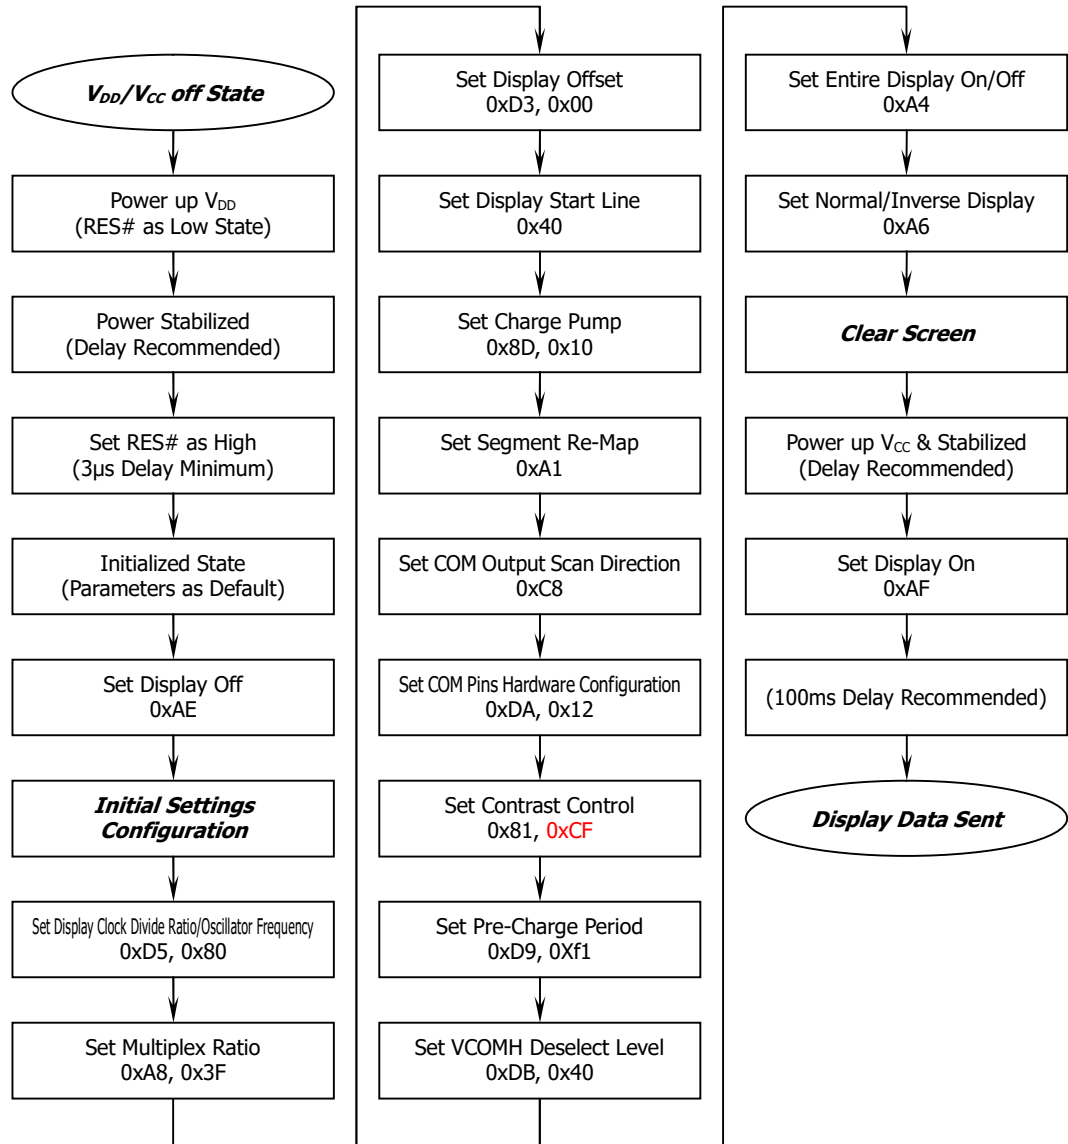 VDD/VCC off State
Power up VDD
(RES# as Low State)
Power Stabilized
(Delay Recommended)
Set RES# as High
(3μs Delay Minimum)
Initialized State
(Parameters as Default)
Set Display Off
0xAE
Initial Settings
Configuration
Set Display Clock Divide Ratio/Oscillator Frequency
0xD5, 0x80
Set Multiplex Ratio
0xA8, 0x3F
Set Display Offset
0xD3, 0x00
Set Display Start Line
0x40
Set Charge Pump
0x8D, 0x10
Set Segment Re-Map
0xA1
Set COM Output Scan Direction
0xC8
Set COM Pins Hardware Configuration
0xDA, 0x12
Set Contrast Control
0x81, 0xCF
Set Pre-Charge Period
0xD9, 0Xf1
Set VCOMH Deselect Level
0xDB, 0x40
Set Entire Display On/Off
0xA4
Set Normal/Inverse Display
0xA6
Clear Screen
Power up VCC & Stabilized
(Delay Recommended)
Set Display On
0xAF
(100ms Delay Recommended)
Display Data Sent